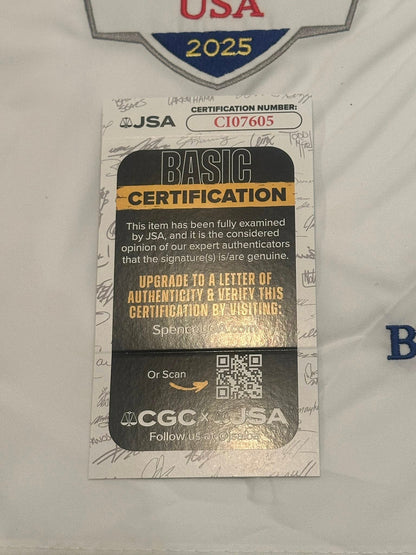 USA
2025
JSA
CERTIFICATION NUMBER:
CI07605
BASIC
CERTIFICATION
This item has been fully examined
by JSA, and it is the considered
opinion of our expert authenticators
that the signature(s) is/are genuine.
UPGRADE TO A LETTER OF
AUTHENTICITY & VERIFY THIS
CERTIFICATION BY VISITING:
Or Scan
CGC x JSA
Follow us at
B